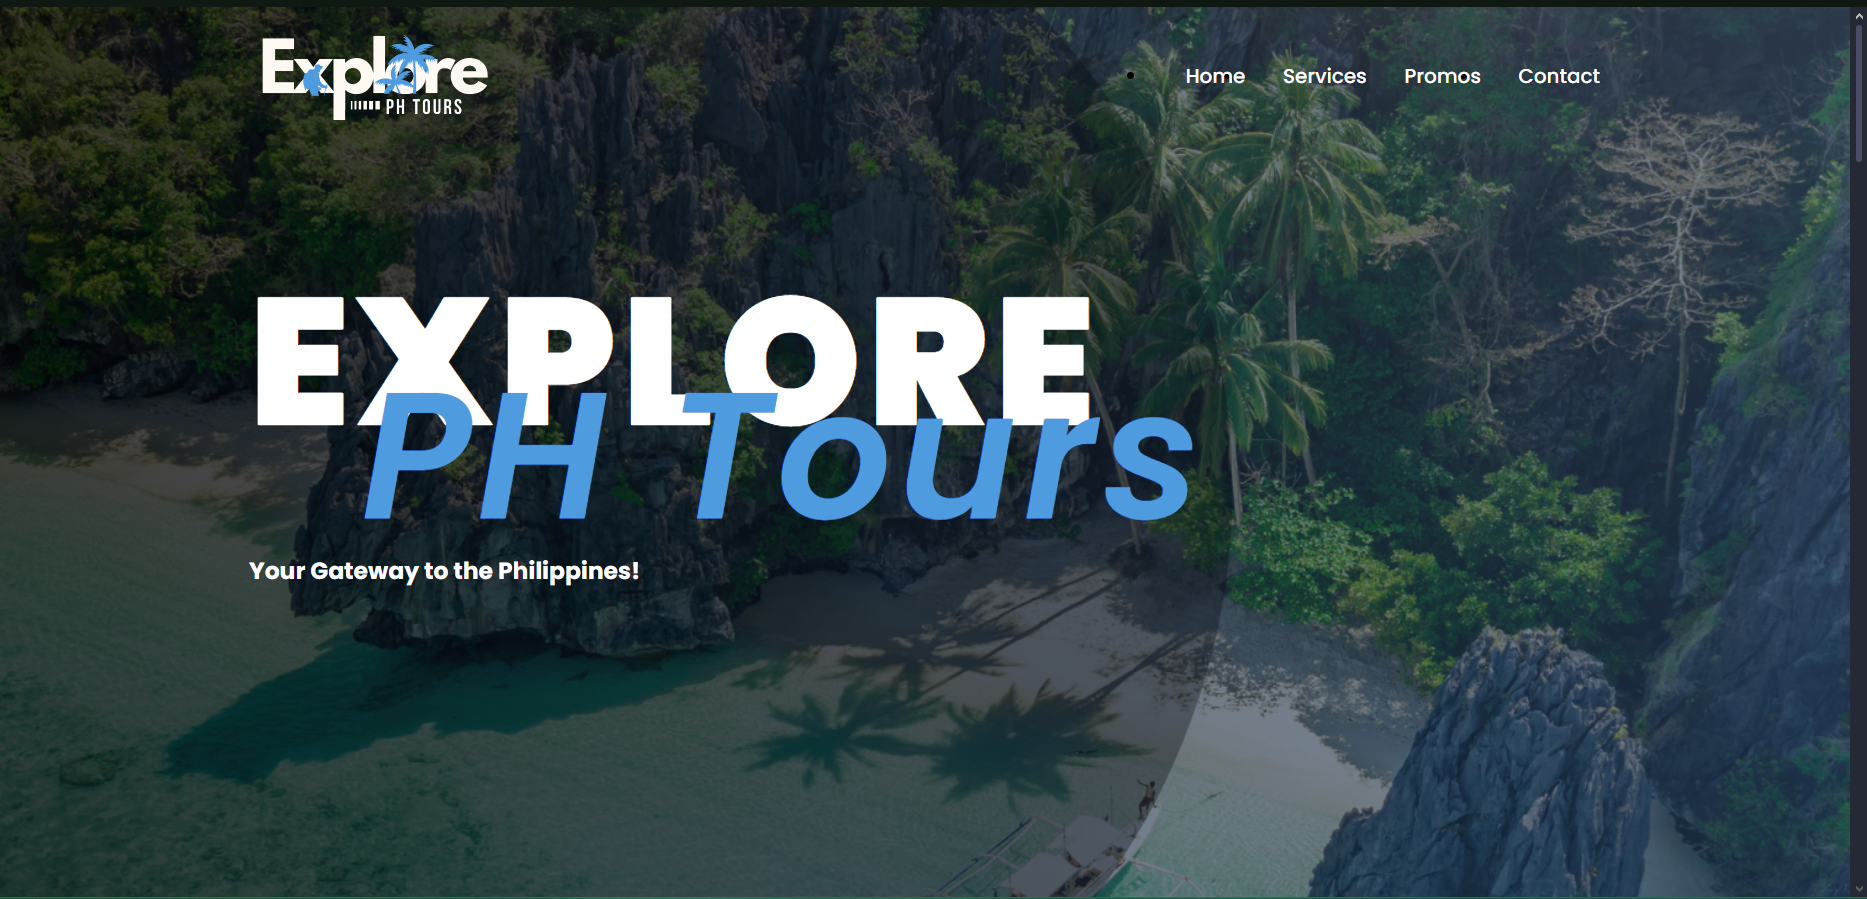 Explore
PH TOURS
Home Services Promos Contact
EXPLORE
PH Tours
Your Gateway to the Philippines!